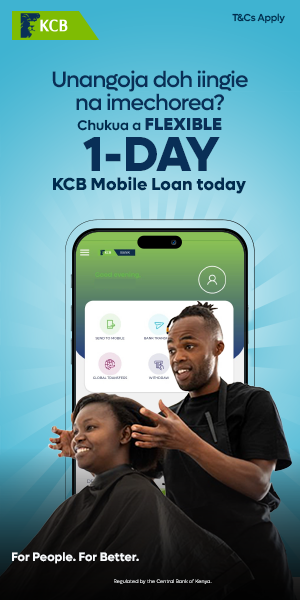 KCB
T&Cs Apply
Unangoja doh iingie
na imechorea?
Chukua a FLEXIBLE
1-DAY
KCB Mobile Loan today
KCB
SEND TO MOBILE
GLOBAL TRANSFERS
For People. For Better.
Regulated by the Central Bank of Kenya.